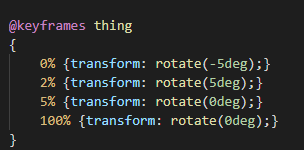 @keyframes thing
{
    0% {transform: rotate(-5deg);}
    2% {transform: rotate(5deg);}
    5% {transform: rotate(0deg);}
    100% {transform: rotate(0deg);}
}